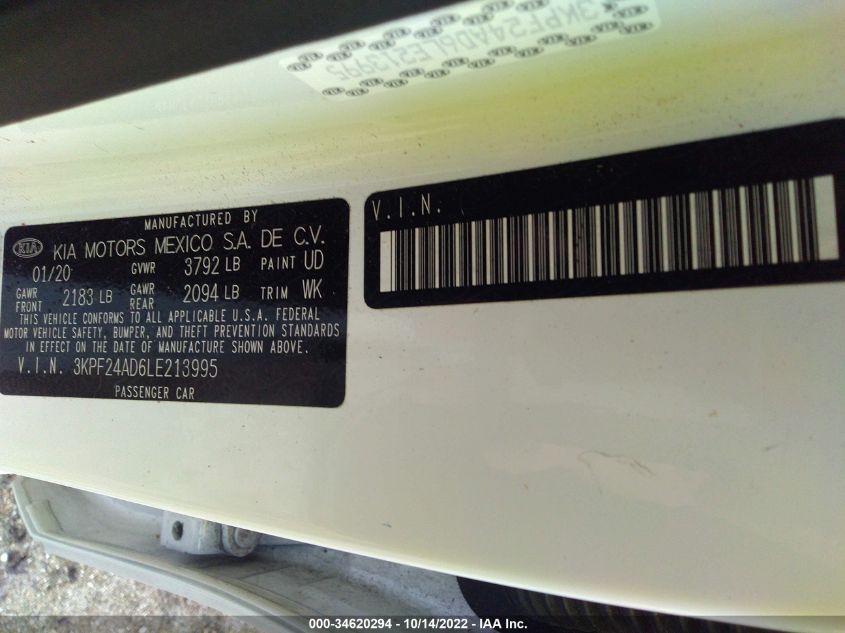 3KPF24AD6LE213995
MANUFACTURED BY
KIA KIA MOTORS MEXICO S.A. DE C.V.
01/20 GVWR 3792 LB PAINT UD
GAWR FRONT 2183 LB GAWR REAR 2094 LB TRIM WK
THIS VEHICLE CONFORMS TO ALL APPLICABLE U.S.A. FEDERAL
MOTOR VEHICLE SAFETY, BUMPER, AND THEFT PREVENTION STANDARDS
IN EFFECT ON THE DATE OF MANUFACTURE SHOWN ABOVE.
V.I.N. 3KPF24AD6LE213995
PASSENGER CAR
V.I.N.
000-34620294 - 10/14/2022 - IAA Inc.